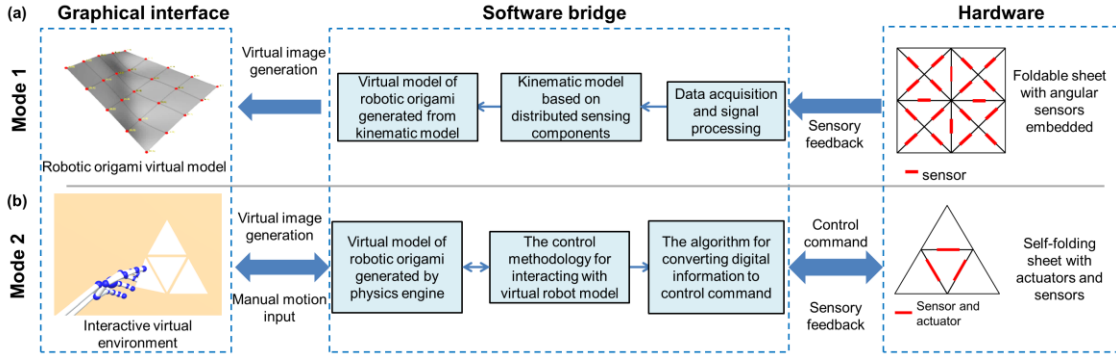 (a)
Graphical interface
Software bridge
Hardware
Mode 1
Robotic origami virtual model
Virtual image
generation
Virtual model of
robotic origami
generated from
kinematic model
Kinematic model
based on
distributed sensing
components
Data acquisition
and signal
processing
Sensory
feedback
Foldable sheet
with angular
sensors
embedded
sensor
(b)
Mode 2
Interactive virtual
environment
Virtual image
generation
Manual motion
input
Virtual model of
robotic origami
generated by
physics engine
The control
methodology for
interacting with
virtual robot model
The algorithm for
converting digital
information to
control command
Control
command
Sensory
feedback
Sensor and
actuator
Self-folding
sheet with
actuators and
sensors